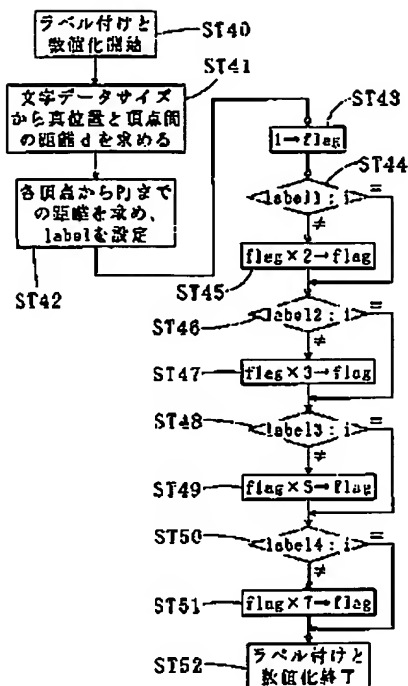 ラベル付けと
数値化開始
ST40
ST41
文字データサイズ
から真位置と頂点間
の距離dを求める
各頂点からPjまで
の距離を求め、
labelを設定
ST42
ST43
1→flag
ST44
label1:i
=
≠
flag×2→flag
ST45
ST46
label2:i
=
≠
ST47
flag×3→flag
ST48
label3:i
=
≠
ST49
flag×5→flag
ST50
label4:i
=
≠
ST51
flag×7→flag
ST52
ラベル付けと
数値化終了